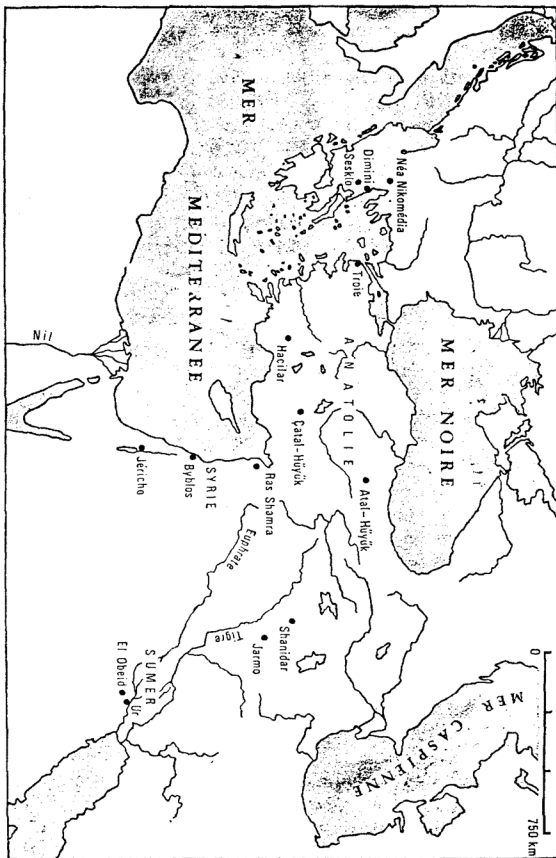 MER NOIRE
MER CASPIENNE
MER
MEDITERRANEE
ANATOLIE
SYRIE
SUMER
Néa Nikomédia
Dimini
Sesklo
Troie
Hacilar
Çatal-Hüyük
Atal-Hüyük
Ras Shamra
Byblos
Jéricho
Nil
Euphrate
Tigre
Shanidar
Jarmo
El Obeid
Ur
0
750 km